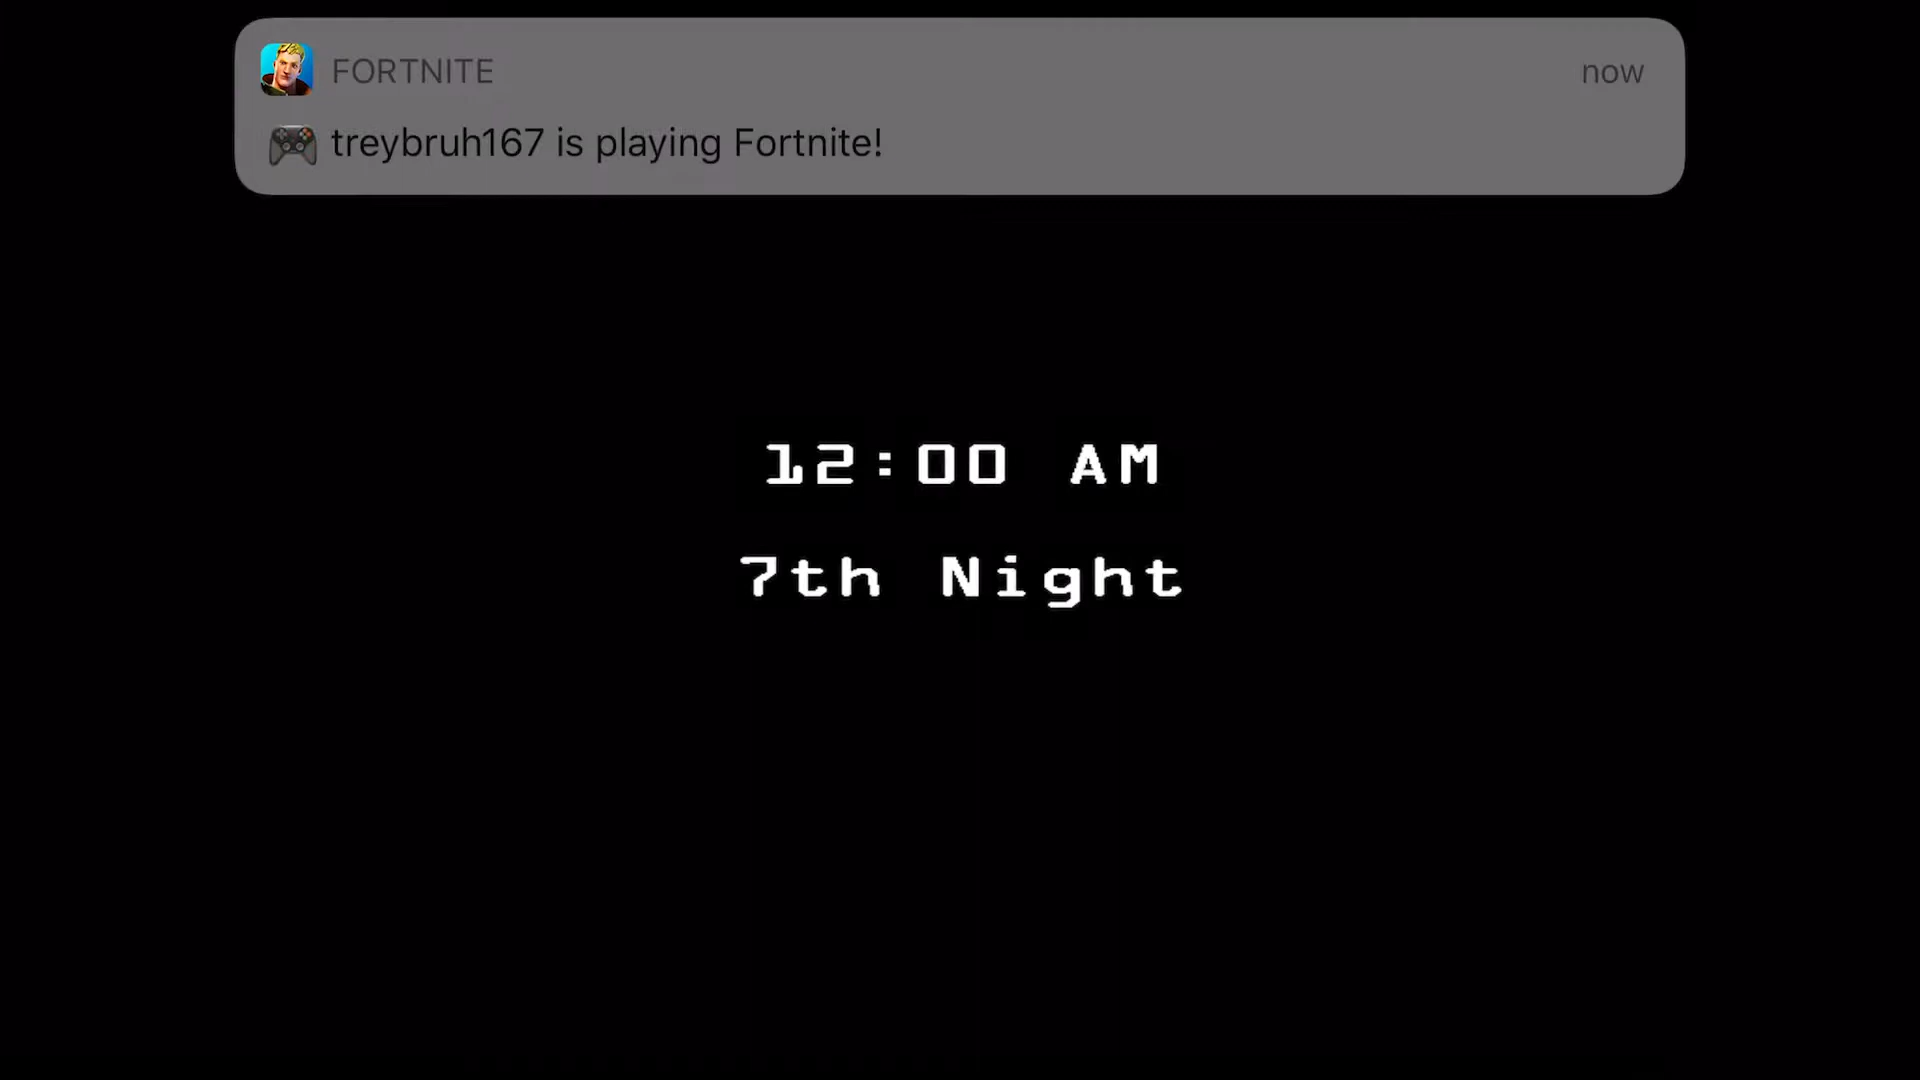 FORTNITE now
🎮 treybruh167 is playing Fortnite!
12:00 AM
7th Night